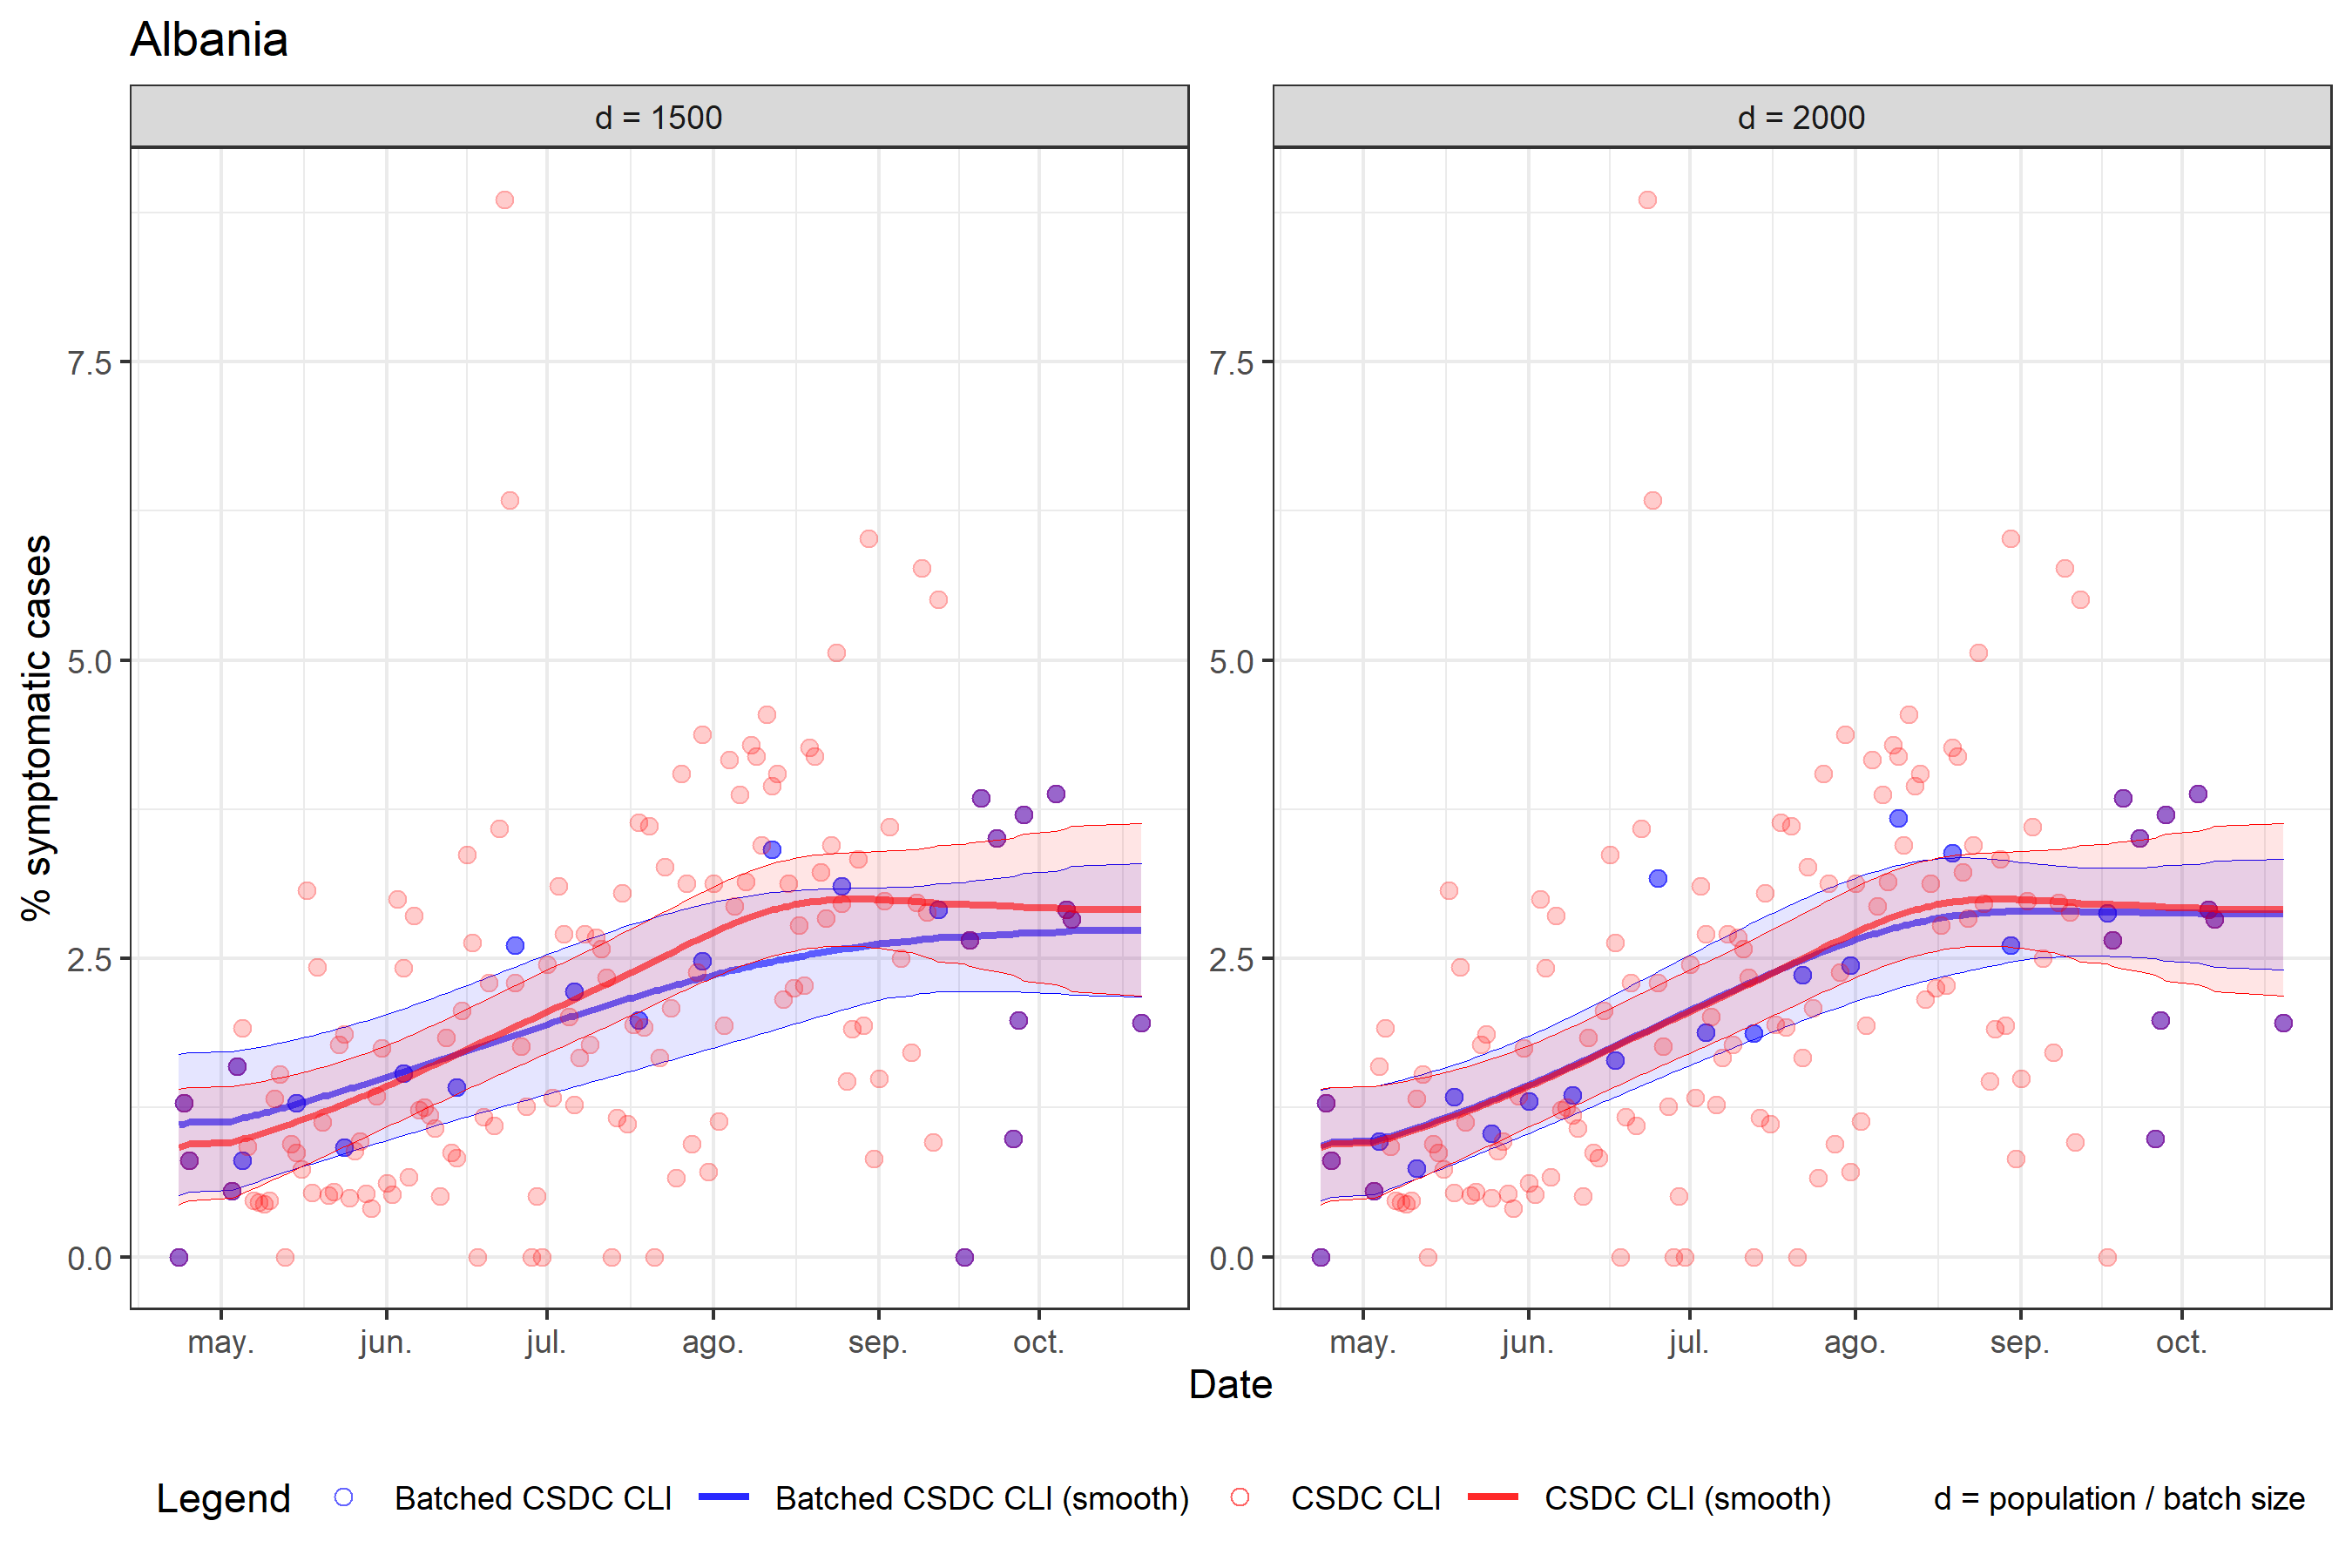 Albania
d = 1500
d = 2000
% symptomatic cases
7.5
5.0
2.5
0.0
7.5
5.0
2.5
0.0
may. jun. jul. ago. sep. oct.
may. jun. jul. ago. sep. oct.
Date
Legend Batched CSDC CLI Batched CSDC CLI (smooth) CSDC CLI CSDC CLI (smooth) d = population / batch size